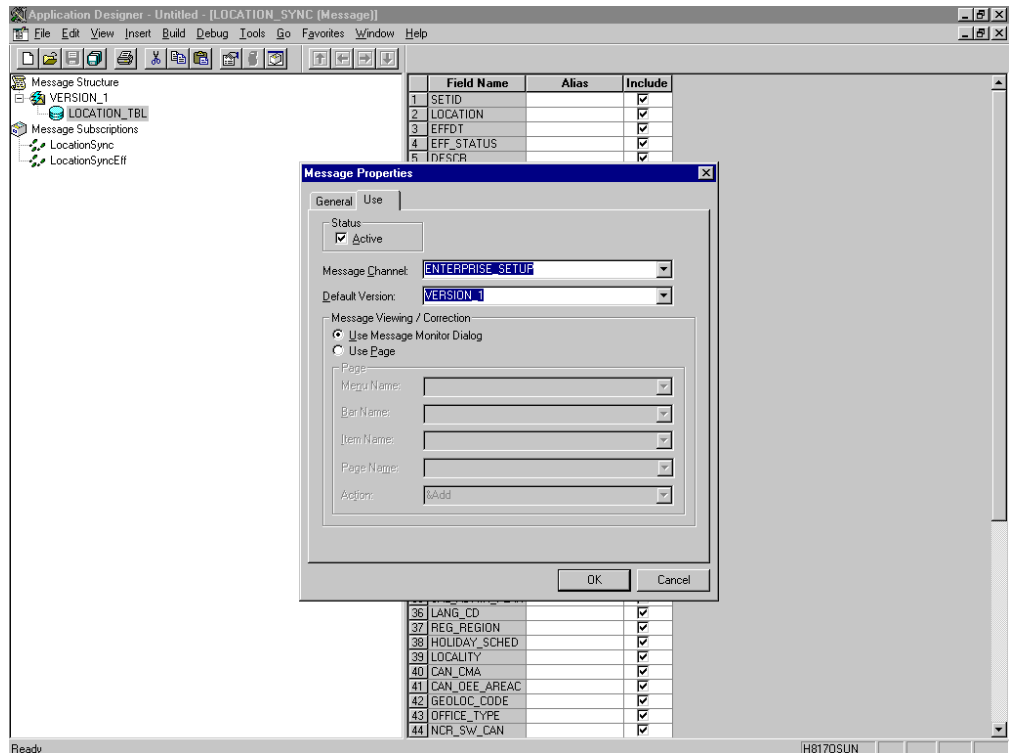 Application Designer - Untitled - [LOCATION_SYNC (Message)]
File Edit View Insert Build Debug Tools Go Favorites Window Help
Message Structure
VERSION_1
LOCATION_TBL
Message Subscriptions
LocationSync
LocationSyncEff
Field Name Alias Include
1 SETID
2 LOCATION
3 EFFDT
4 EFF_STATUS
5 DESCR
Message Properties
General Use
Status
Active
Message Channel: ENTERPRISE_SETUP
Default Version: VERSION_1
Message Viewing / Correction
Use Message Monitor Dialog
Use Page
Page
Menu Name:
Bar Name:
Item Name:
Page Name:
Action: &Add
OK Cancel
36 LANG_CD
37 REG_REGION
38 HOLIDAY_SCHED
39 LOCALITY
40 CAN_CMA
41 CAN_OEE_AREAC
42 GEOLOC_CODE
43 OFFICE_TYPE
44 NCR_SW_CAN
Ready H817OSUN